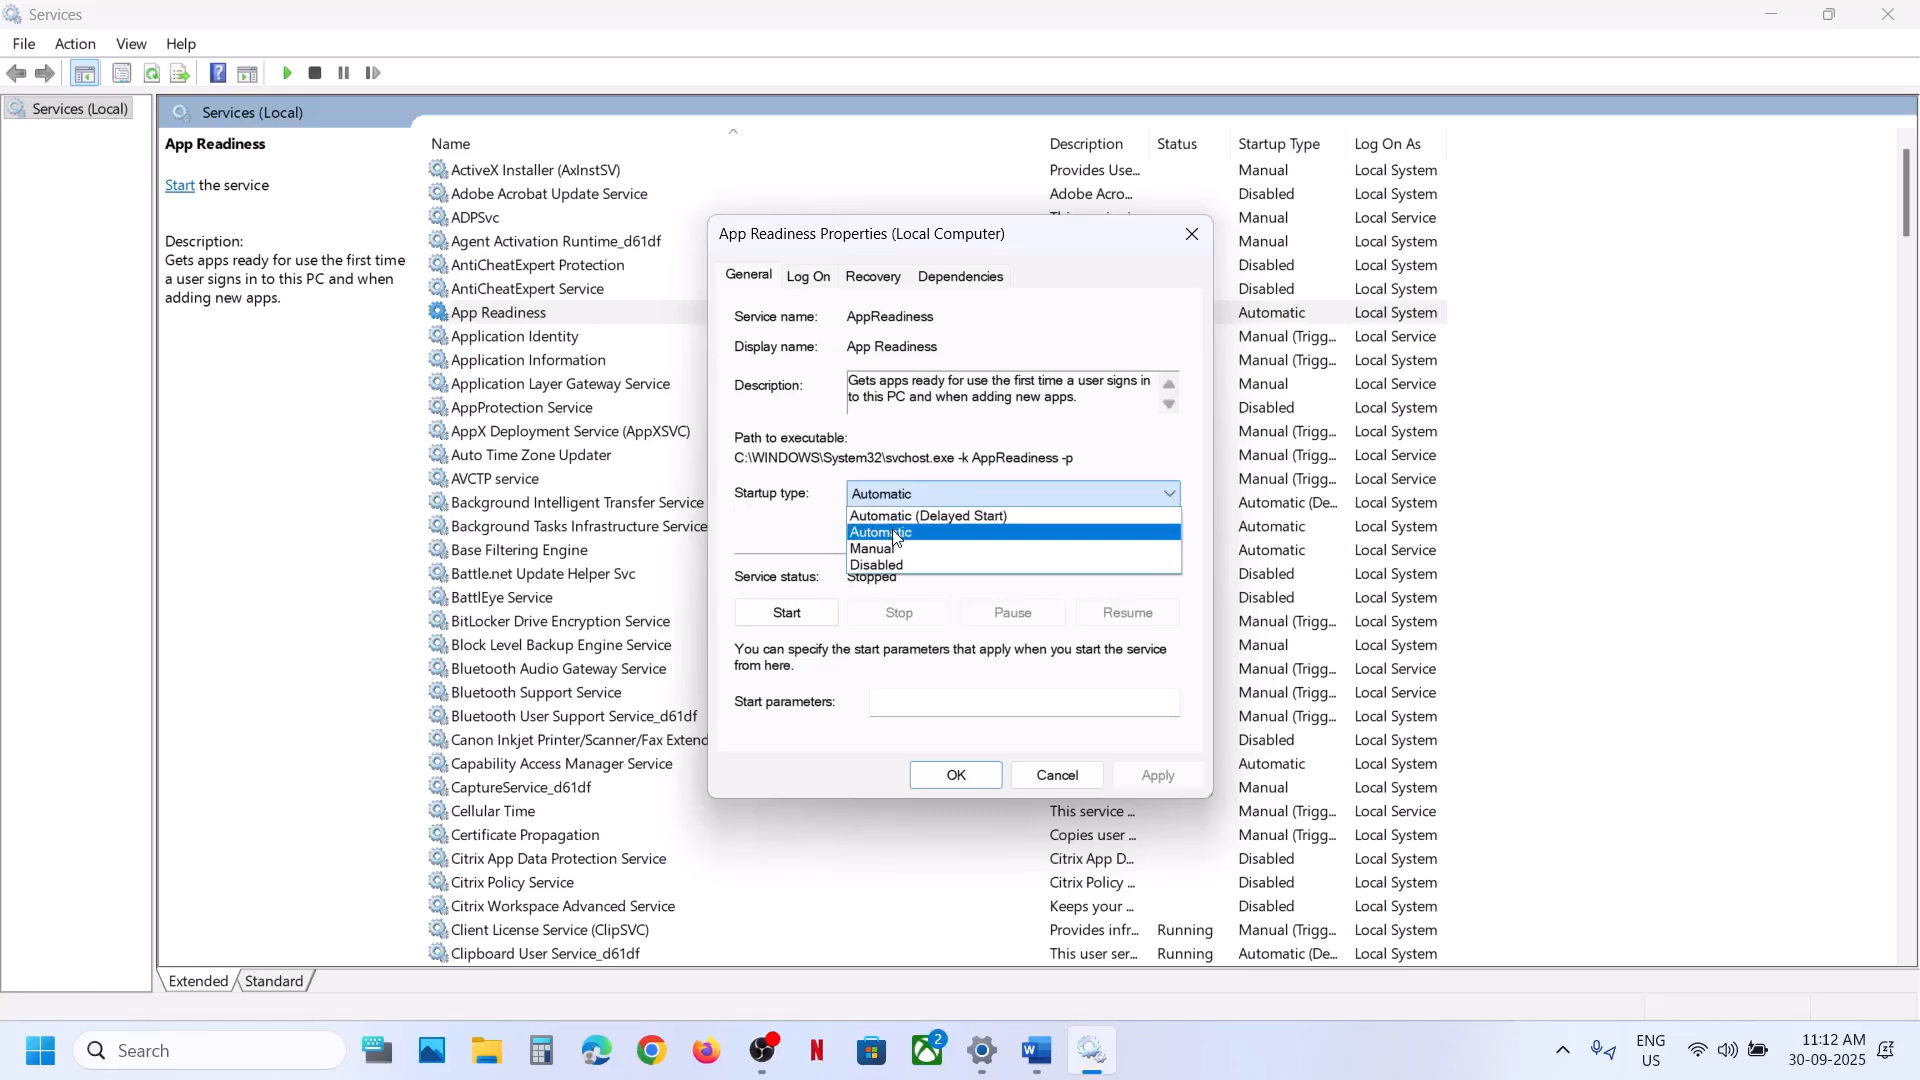 Services
File Action View Help
Services (Local)
Services (Local)
App Readiness
Start the service
Description:
Gets apps ready for use the first time
a user signs in to this PC and when
adding new apps.
Name Description Status Startup Type Log On As
ActiveX Installer (AxInstSV) Provides Use... Manual Local System
Adobe Acrobat Update Service Adobe Acro... Disabled Local System
ADPSvc Manual Local Service
Agent Activation Runtime_d61df Manual Local System
AntiCheatExpert Protection Disabled Local System
AntiCheatExpert Service Disabled Local System
App Readiness Automatic Local System
Application Identity Manual (Trigg... Local Service
Application Information Manual (Trigg... Local System
Application Layer Gateway Service Manual Local Service
AppProtection Service Disabled Local System
AppX Deployment Service (AppXSVC) Manual (Trigg... Local System
Auto Time Zone Updater Manual (Trigg... Local Service
AVCTP service Manual (Trigg... Local Service
Background Intelligent Transfer Service Automatic (De... Local System
Background Tasks Infrastructure Service Automatic Local System
Base Filtering Engine Automatic Local Service
Battle.net Update Helper Svc Disabled Local System
BattlEye Service Disabled Local System
BitLocker Drive Encryption Service Manual (Trigg... Local System
Block Level Backup Engine Service Manual Local System
Bluetooth Audio Gateway Service Manual (Trigg... Local Service
Bluetooth Support Service Manual (Trigg... Local Service
Bluetooth User Support Service_d61df Manual (Trigg... Local System
Canon Inkjet Printer/Scanner/Fax Extend Disabled Local System
Capability Access Manager Service Automatic Local System
CaptureService_d61df Manual Local System
Cellular Time This service ... Manual (Trigg... Local Service
Certificate Propagation Copies user ... Manual (Trigg... Local System
Citrix App Data Protection Service Citrix App D... Disabled Local System
Citrix Policy Service Citrix Policy ... Disabled Local System
Citrix Workspace Advanced Service Keeps your ... Disabled Local System
Client License Service (ClipSVC) Provides infr... Running Manual (Trigg... Local System
Clipboard User Service_d61df This user ser... Running Automatic (De... Local System
App Readiness Properties (Local Computer)
General Log On Recovery Dependencies
Service name: AppReadiness
Display name: App Readiness
Description: Gets apps ready for use the first time a user signs in
to this PC and when adding new apps.
Path to executable:
C:\WINDOWS\System32\svchost.exe -k AppReadiness -p
Startup type: Automatic
Automatic (Delayed Start)
Automatic
Manual
Disabled
Service status: Stopped
Start Stop Pause Resume
You can specify the start parameters that apply when you start the service
from here.
Start parameters:
OK Cancel Apply
Extended Standard
Search
2
ENG
US
11:12 AM
30-09-2025